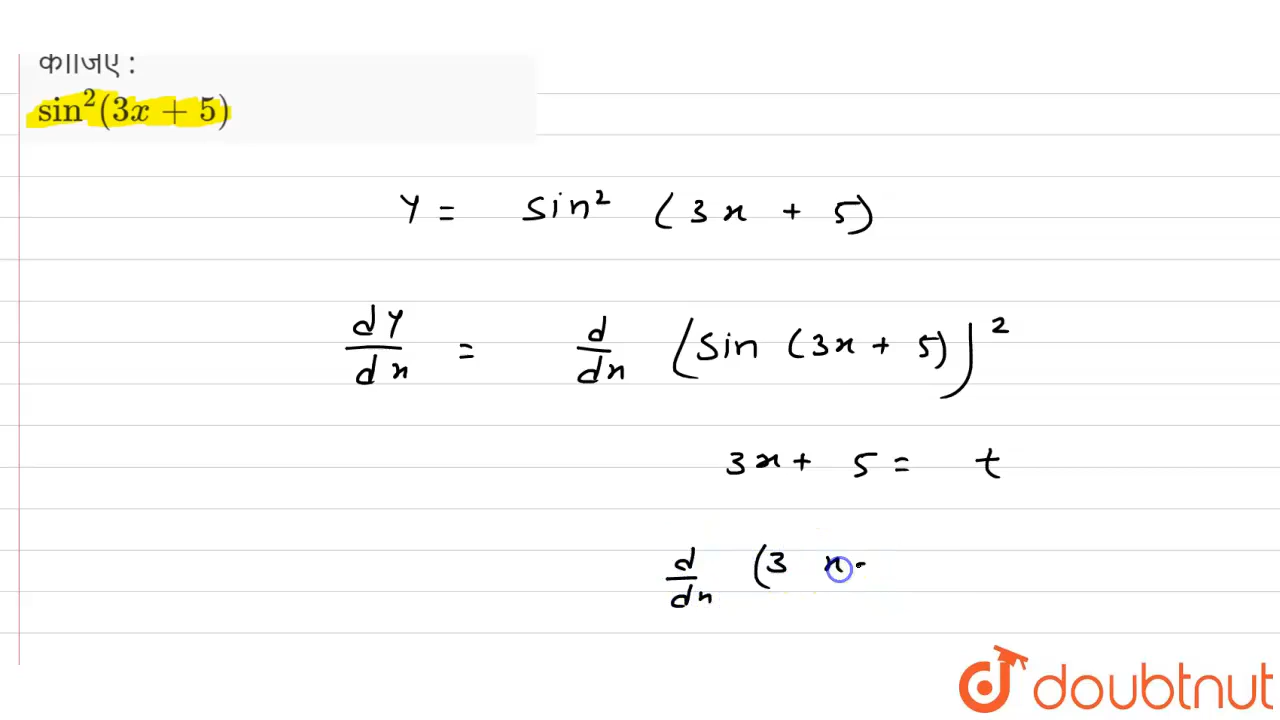 कीजिए :
sin²(3x + 5)
Y = sin² (3x + 5)
dY/dx = d/dx (sin (3x + 5))²
3x + 5 = t
d/dx (3 x
doubtnut